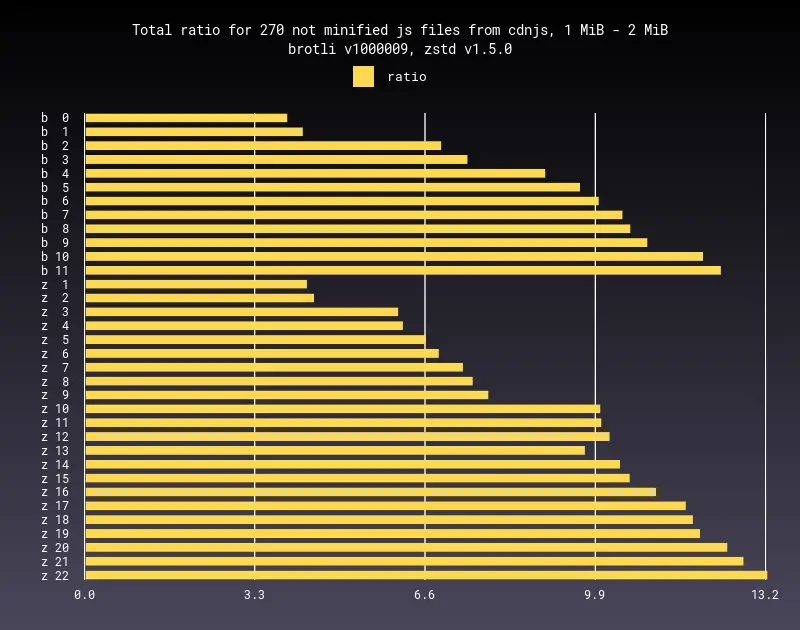 Total ratio for 270 not minified js files from cdnjs, 1 MiB - 2 MiB
brotli v1000009, zstd v1.5.0
ratio
b 0
b 1
b 2
b 3
b 4
b 5
b 6
b 7
b 8
b 9
b 10
b 11
z 1
z 2
z 3
z 4
z 5
z 6
z 7
z 8
z 9
z 10
z 11
z 12
z 13
z 14
z 15
z 16
z 17
z 18
z 19
z 20
z 21
z 22
0.0 3.3 6.6 9.9 13.2